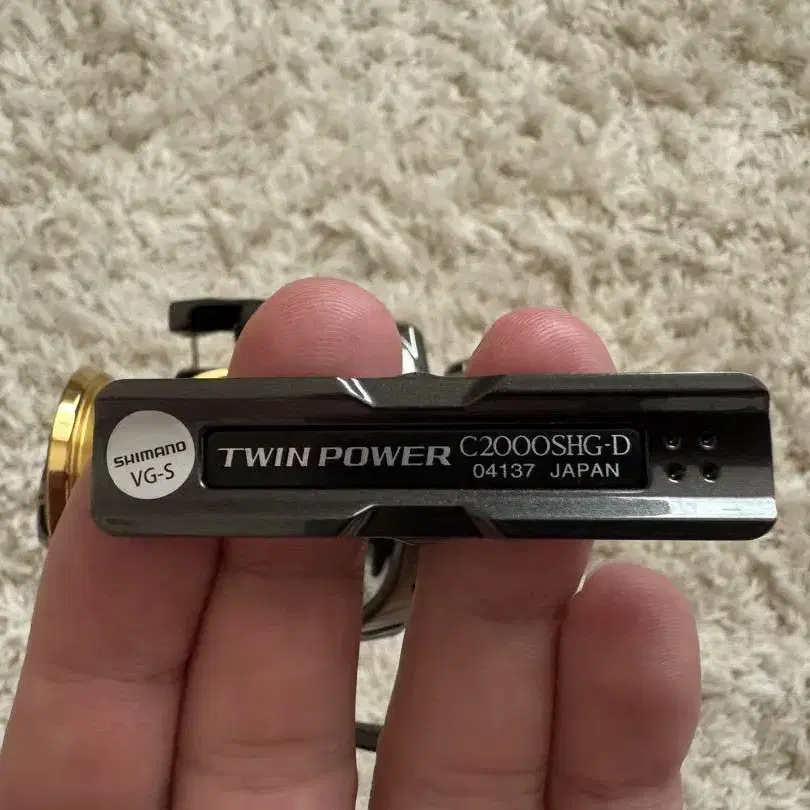 SHIMANO
VG-S
TWIN POWER C2000SHG-D
04137 JAPAN